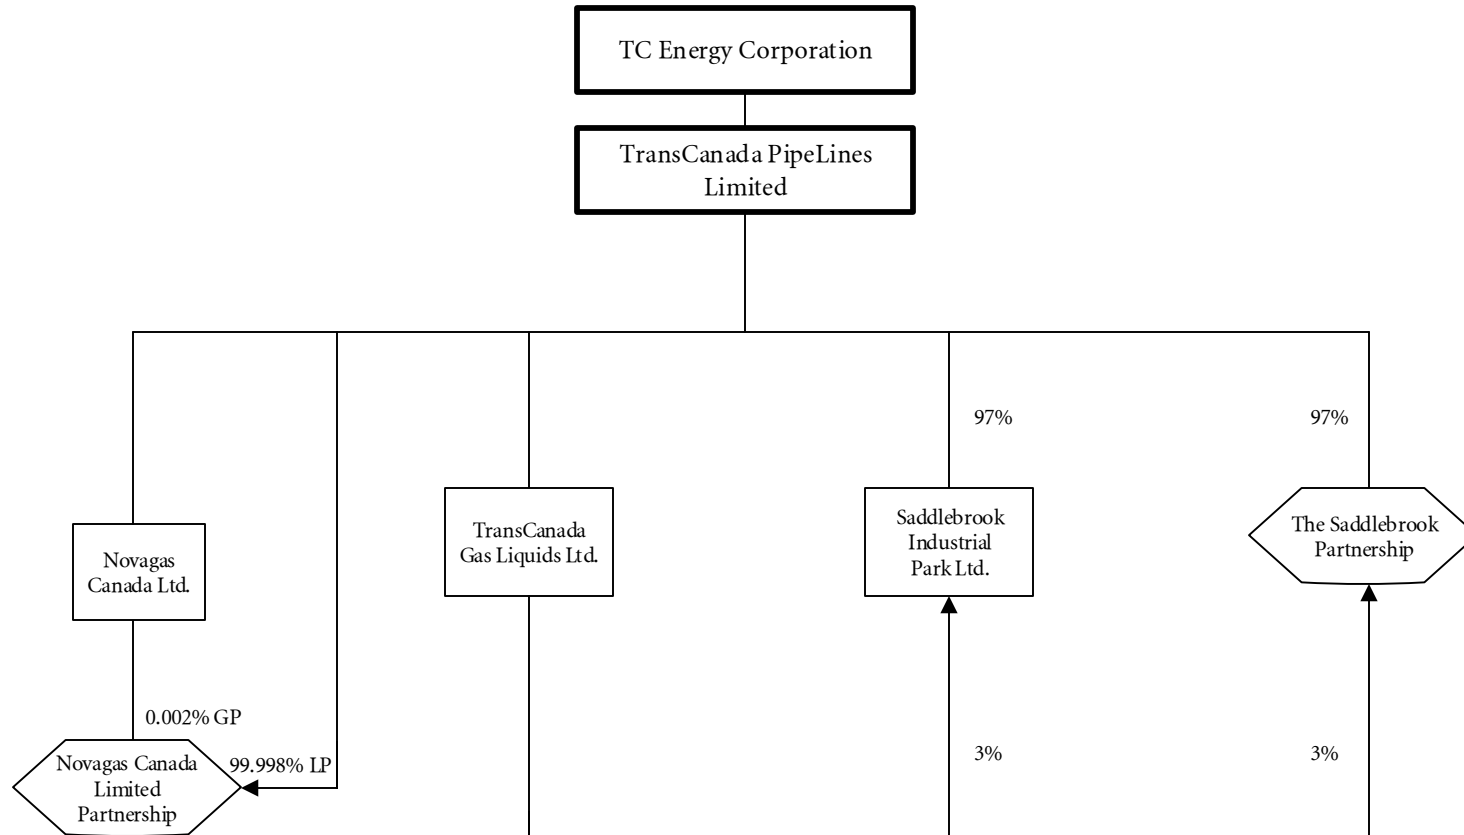 TC Energy Corporation
TransCanada PipeLines
Limited
97%
97%
Novagas
Canada Ltd.
TransCanada
Gas Liquids Ltd.
Saddlebrook
Industrial
Park Ltd.
The Saddlebrook
Partnership
0.002% GP
99.998% LP
Novagas Canada
Limited
Partnership
3%
3%